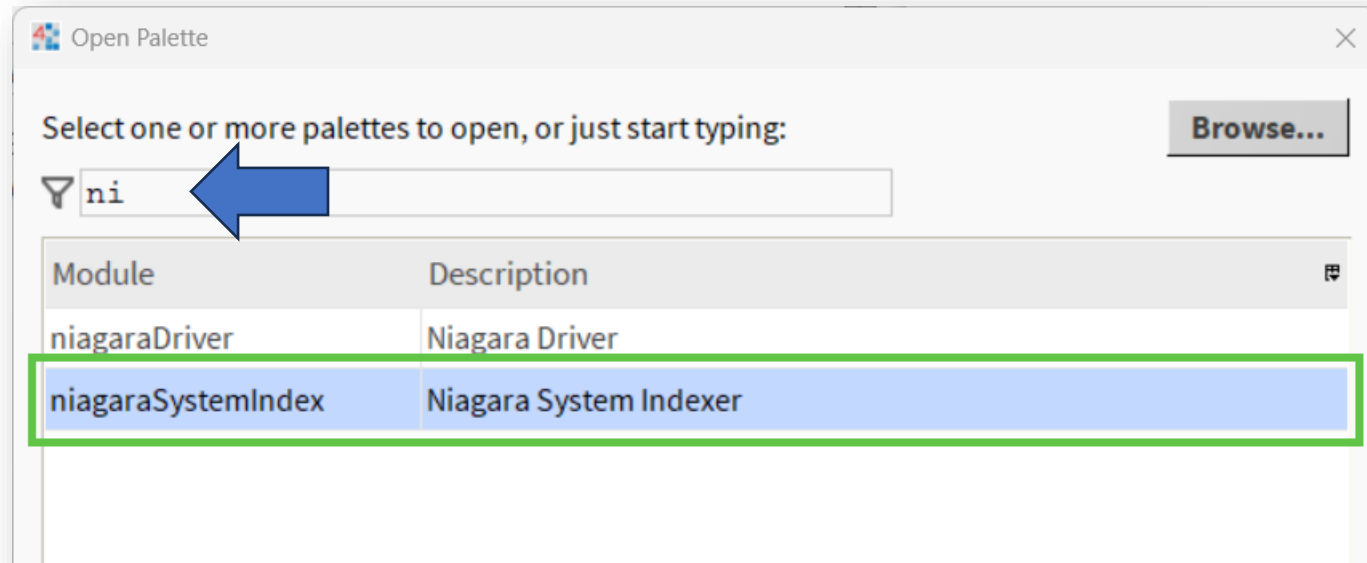 Open Palette
Select one or more palettes to open, or just start typing:
Browse...
ni
Module Description
niagaraDriver Niagara Driver
niagaraSystemIndex Niagara System Indexer